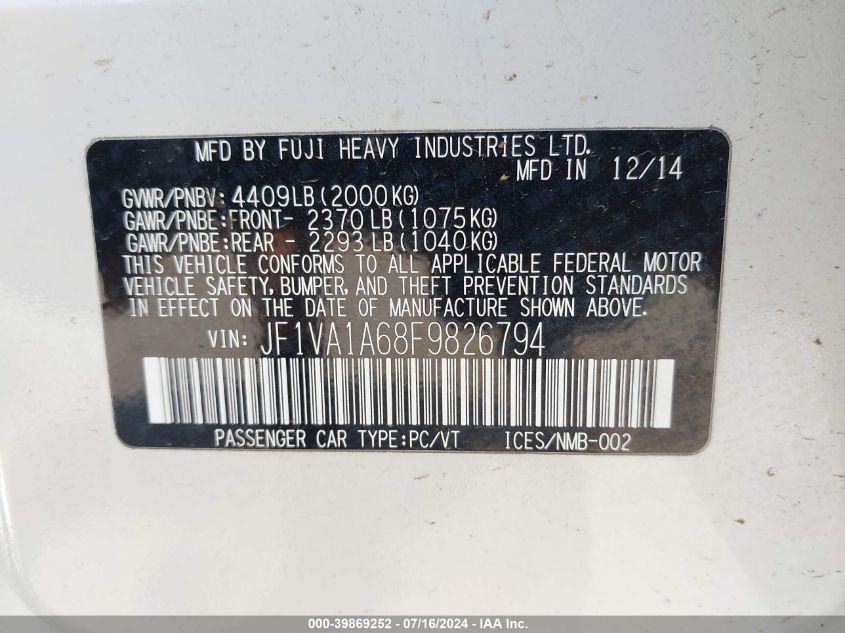 MFD BY FUJI HEAVY INDUSTRIES LTD.
MFD IN 12/14
GVWR/PNBV: 4409LB(2000KG)
GAWR/PNBE:FRONT- 2370LB(1075KG)
GAWR/PNBE:REAR - 2293LB(1040KG)
THIS VEHICLE CONFORMS TO ALL APPLICABLE FEDERAL MOTOR
VEHICLE SAFETY, BUMPER, AND THEFT PREVENTION STANDARDS
IN EFFECT ON THE DATE OF MANUFACTURE SHOWN ABOVE.
VIN: JF1VA1A68F9826794
PASSENGER CAR TYPE:PC/VT ICES/NMB-002
000-39869252 - 07/16/2024 - IAA Inc.